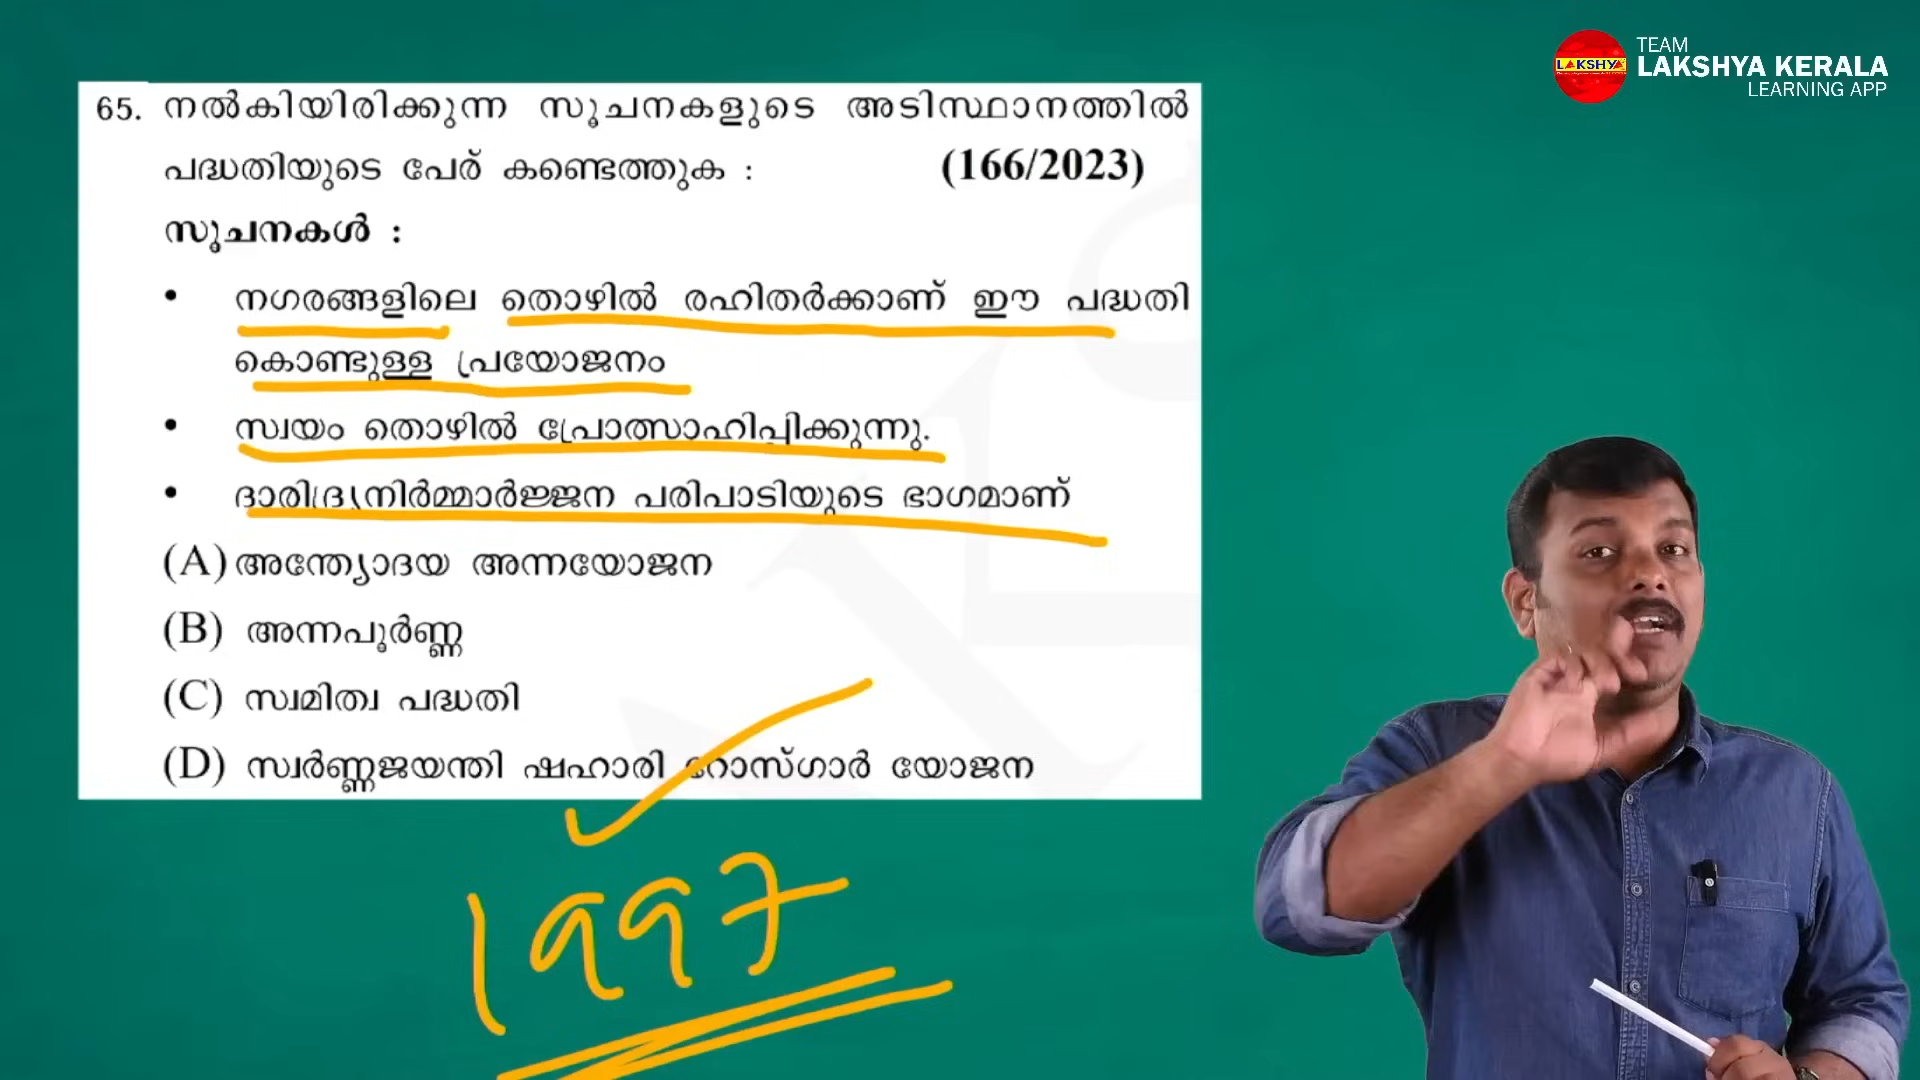 TEAM
LAKSHYA
LAKSHYA KERALA
LEARNING APP
65. നൽകിയിരിക്കുന്ന സൂചനകളുടെ അടിസ്ഥാനത്തിൽ
പദ്ധതിയുടെ പേര് കണ്ടെത്തുക : (166/2023)
സൂചനകൾ :
• നഗരങ്ങളിലെ തൊഴിൽ രഹിതർക്കാണ് ഈ പദ്ധതി
കൊണ്ടുള്ള പ്രയോജനം
• സ്വയം തൊഴിൽ പ്രോത്സാഹിപ്പിക്കുന്നു.
• ദാരിദ്ര്യനിർമ്മാർജ്ജന പരിപാടിയുടെ ഭാഗമാണ്
(A) അന്ത്യോദയ അന്നയോജന
(B) അന്നപൂർണ്ണ
(C) സ്വമിത്വ പദ്ധതി
(D) സ്വർണ്ണജയന്തി ഷഹാരി റോസ്ഗാർ യോജന
1997